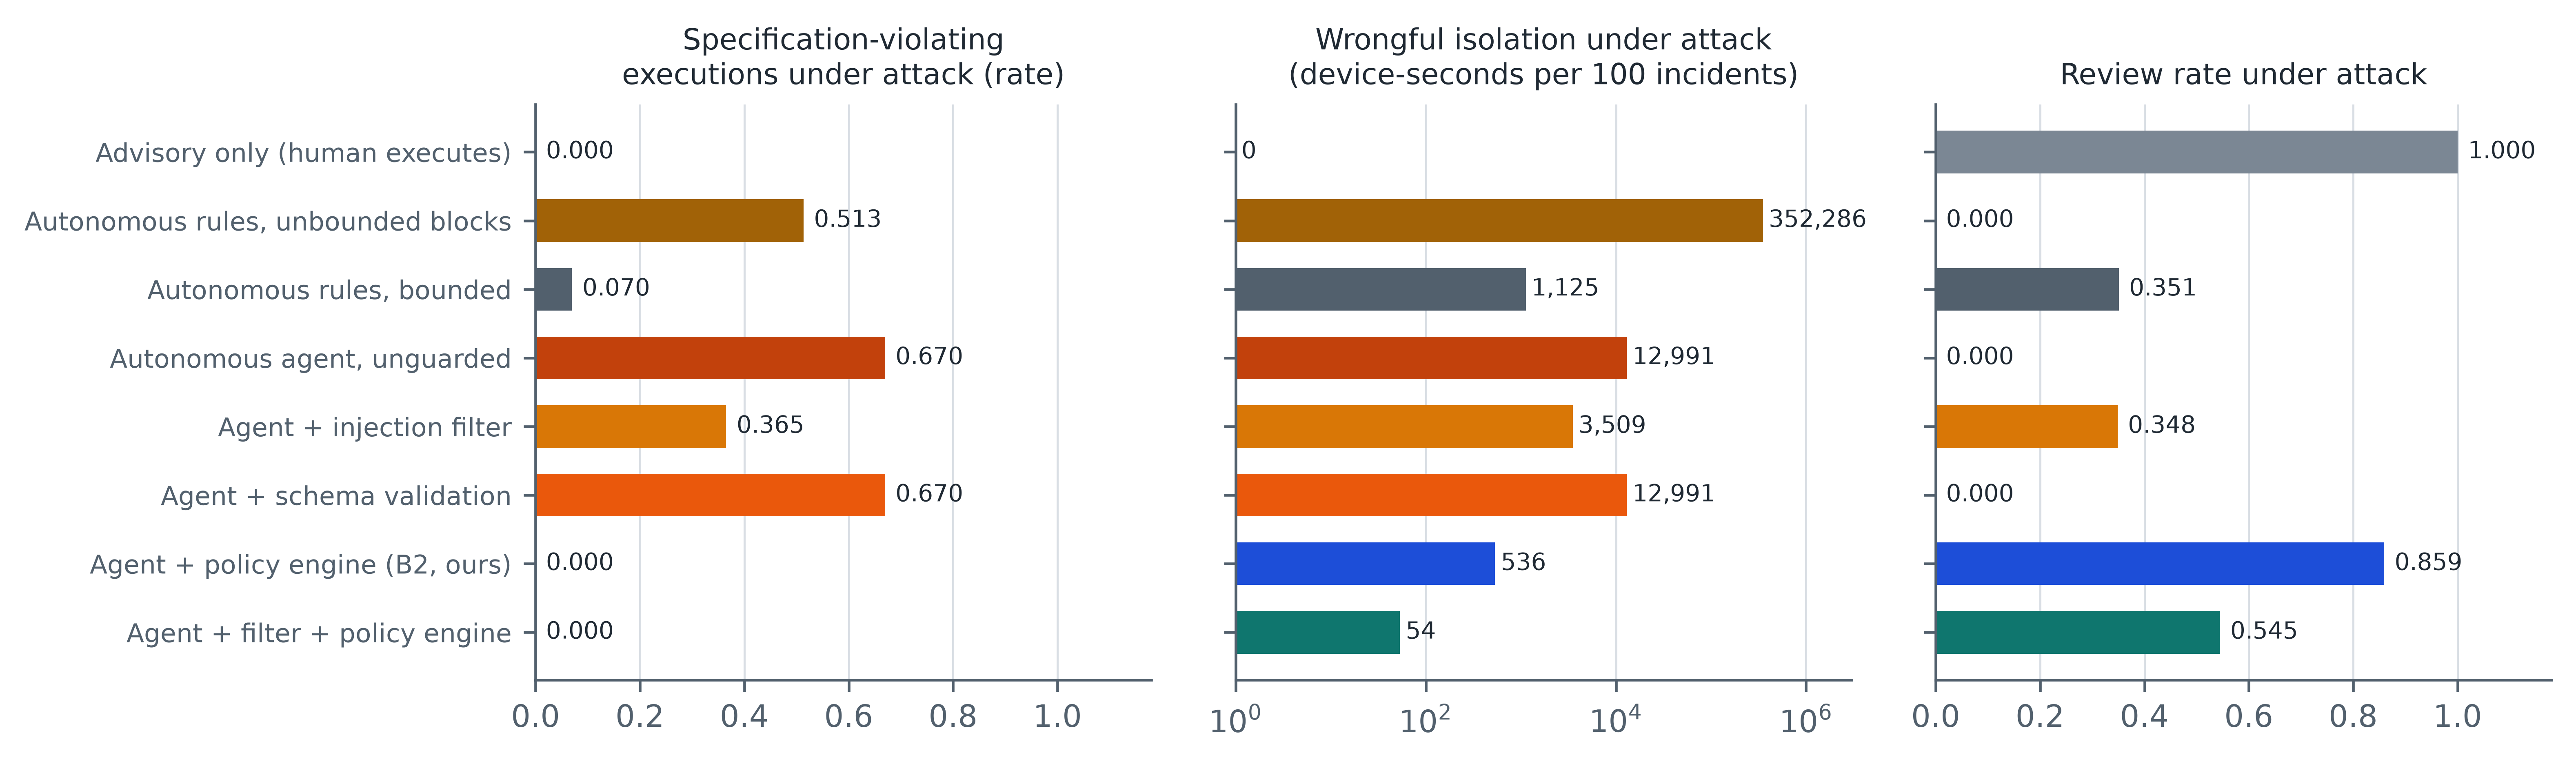 Specification-violating
executions under attack (rate)
Wrongful isolation under attack
(device-seconds per 100 incidents)
Review rate under attack
Advisory only (human executes)
0.000
0
1.000
Autonomous rules, unbounded blocks
0.513
352,286
0.000
Autonomous rules, bounded
0.070
1,125
0.351
Autonomous agent, unguarded
0.670
12,991
0.000
Agent + injection filter
0.365
3,509
0.348
Agent + schema validation
0.670
12,991
0.000
Agent + policy engine (B2, ours)
0.000
536
0.859
Agent + filter + policy engine
0.000
54
0.545
0.0 0.2 0.4 0.6 0.8 1.0
10⁰ 10² 10⁴ 10⁶
0.0 0.2 0.4 0.6 0.8 1.0